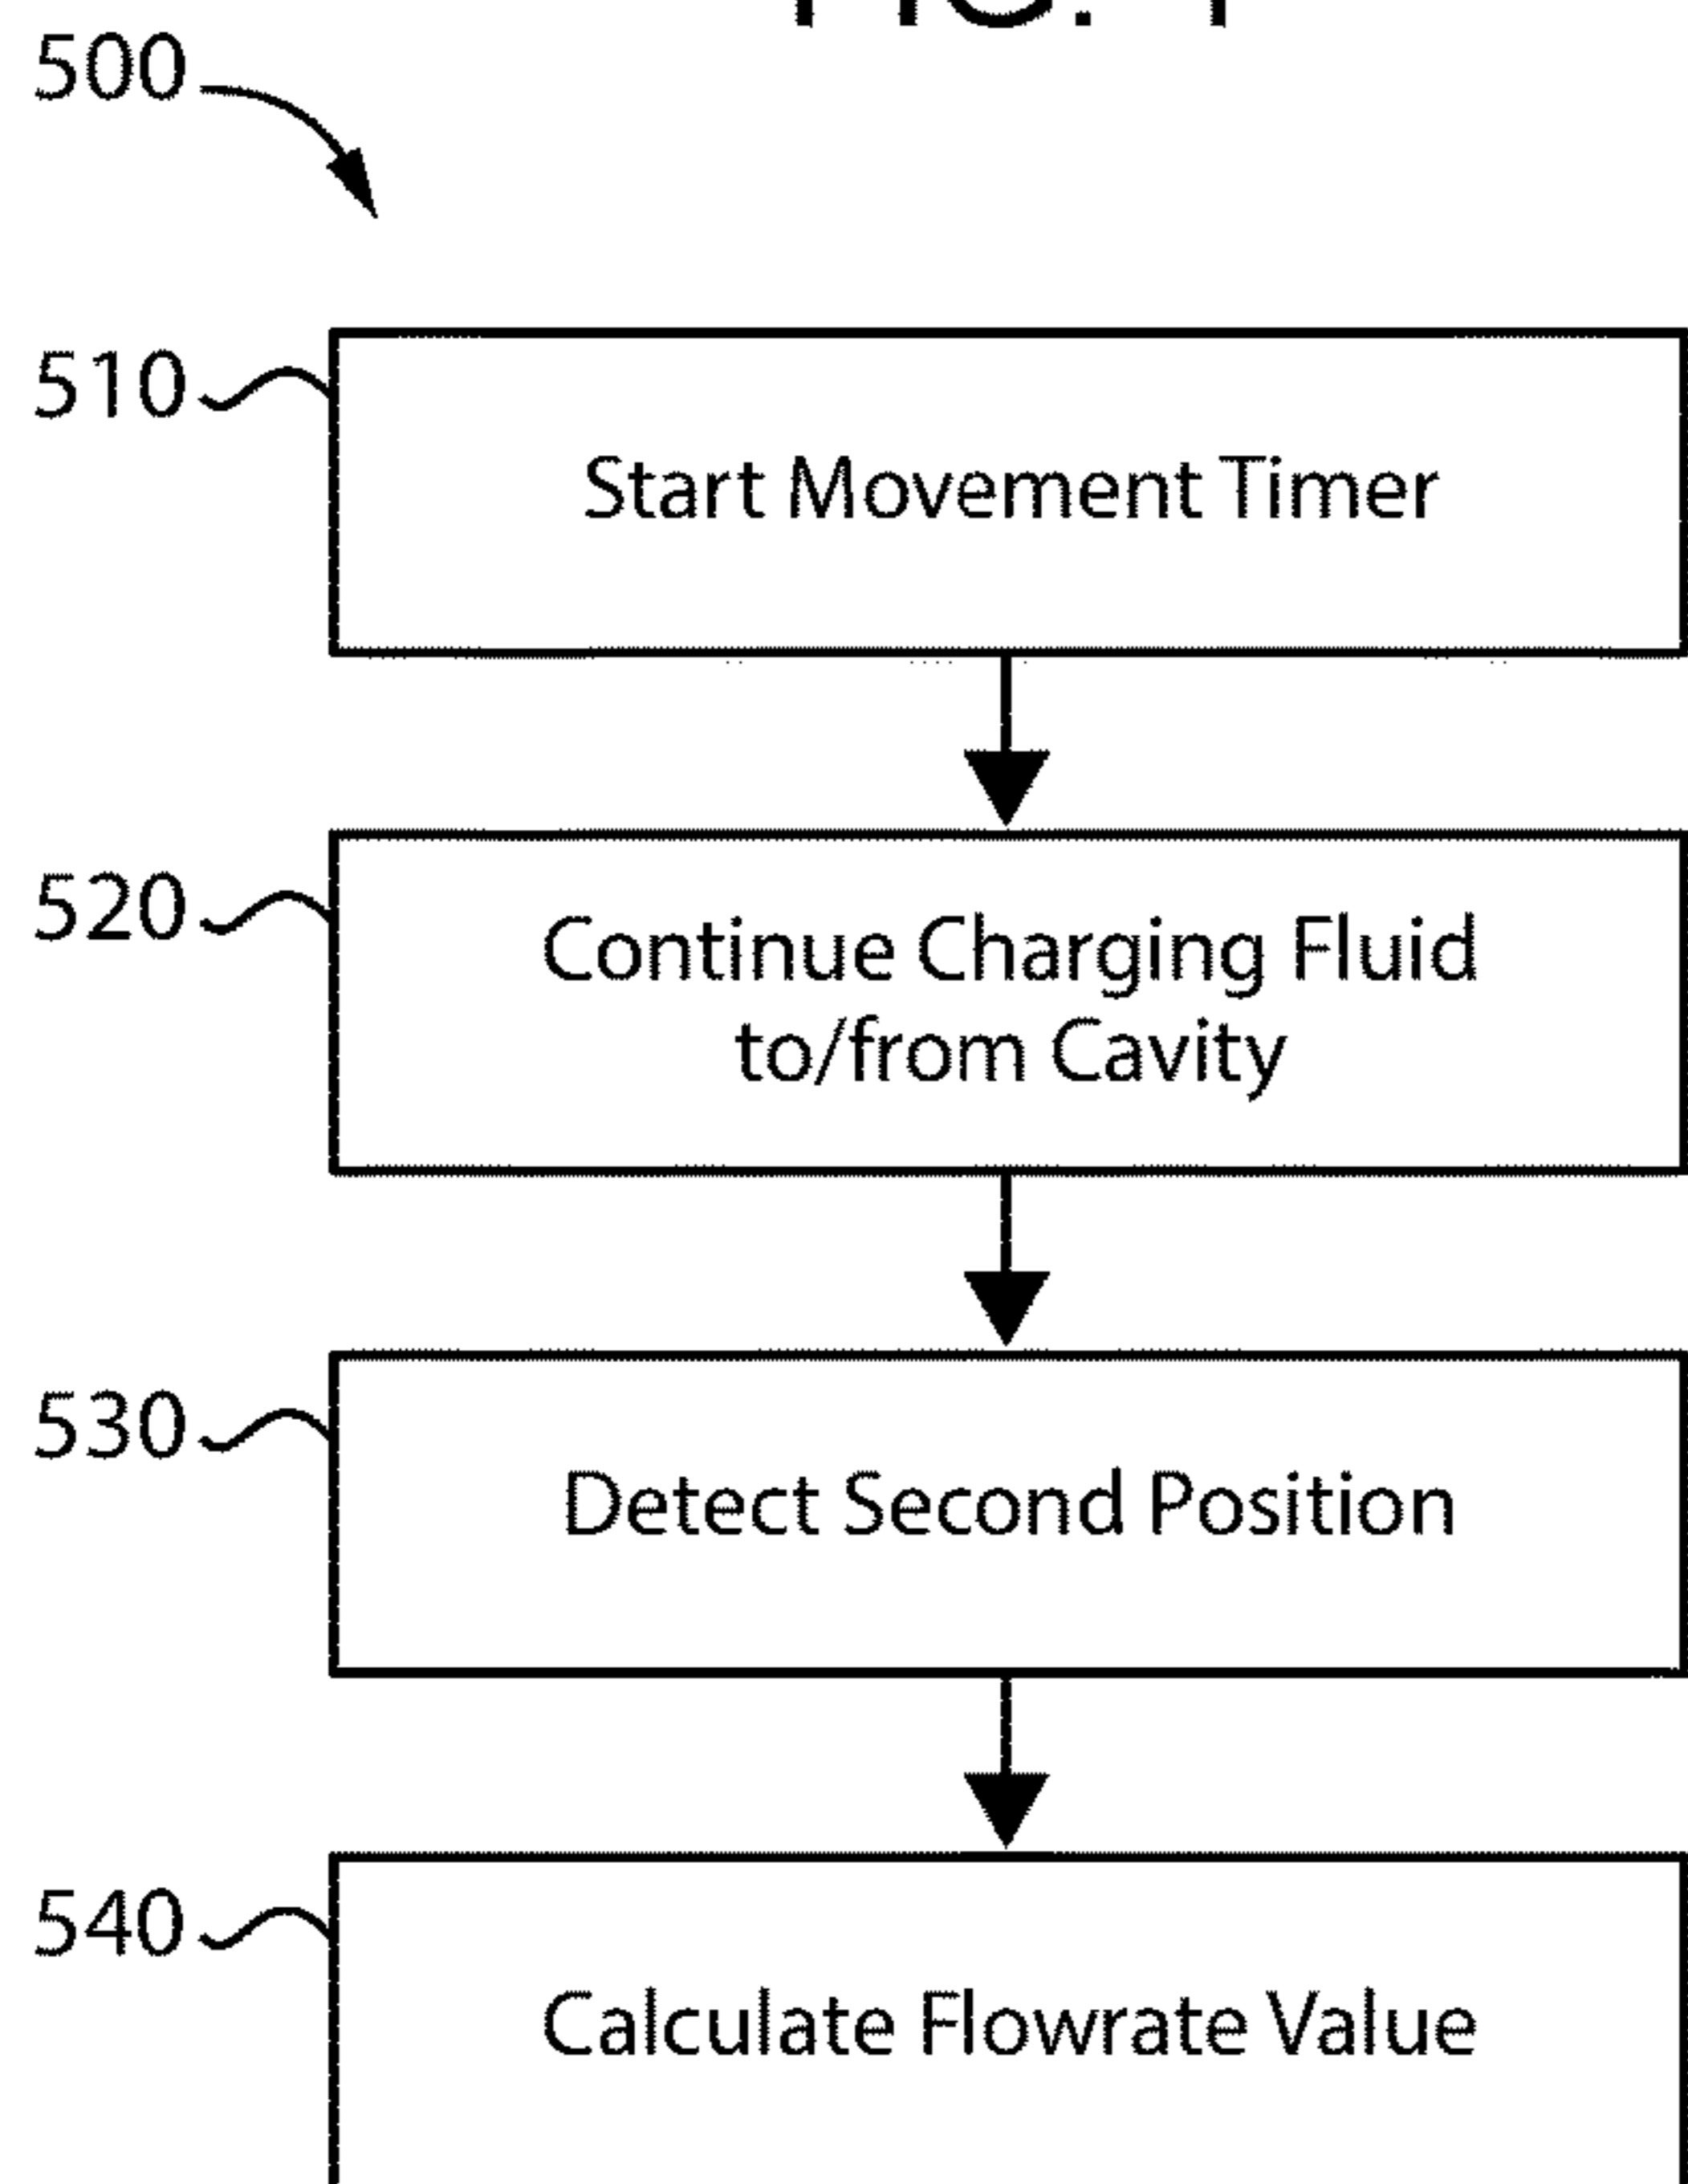 500
510
Start Movement Timer
520
Continue Charging Fluid
to/from Cavity
530
Detect Second Position
540
Calculate Flowrate Value